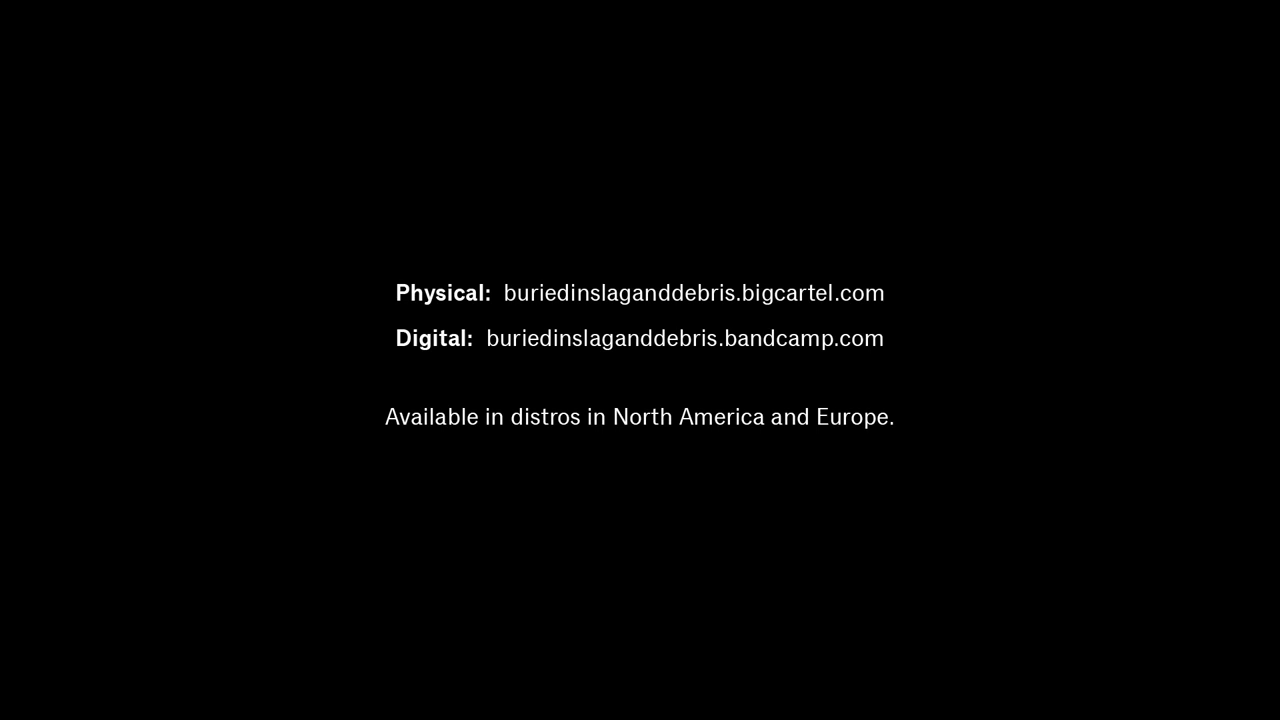 Physical: buriedinslaganddebris.bigcartel.com
Digital: buriedinslaganddebris.bandcamp.com
Available in distros in North America and Europe.